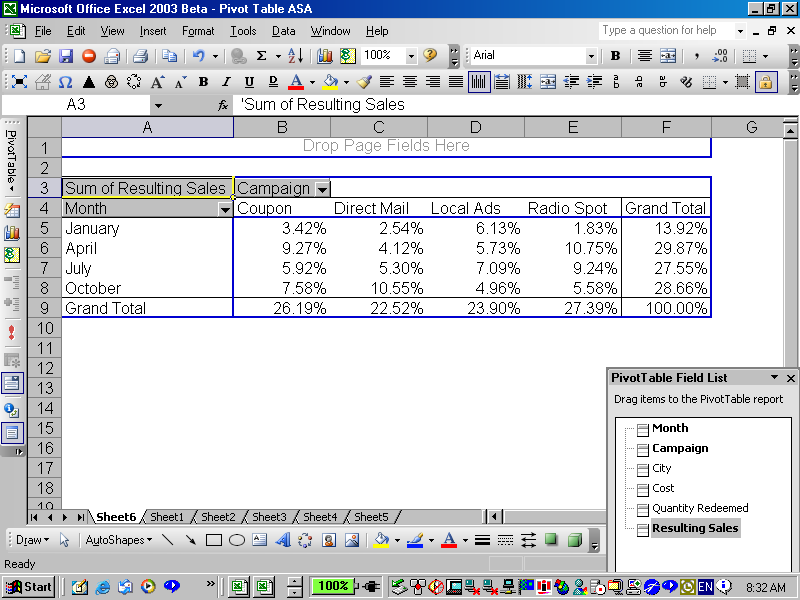 Microsoft Office Excel 2003 Beta - Pivot Table ASA
File Edit View Insert Format Tools Data Window Help Type a question for help
100% Arial B
B I U D
A3 fx 'Sum of Resulting Sales
A B C D E F G
PivotTable
1 Drop Page Fields Here
2
3 Sum of Resulting Sales Campaign
4 Month Coupon Direct Mail Local Ads Radio Spot Grand Total
5 January 3.42% 2.54% 6.13% 1.83% 13.92%
6 April 9.27% 4.12% 5.73% 10.75% 29.87%
7 July 5.92% 5.30% 7.09% 9.24% 27.55%
8 October 7.58% 10.55% 4.96% 5.58% 28.66%
9 Grand Total 26.19% 22.52% 23.90% 27.39% 100.00%
10
11
12
13
14
15
16
17
18
19
PivotTable Field List
Drag items to the PivotTable report
Month
Campaign
City
Cost
Quantity Redeemed
Resulting Sales
Sheet6 Sheet1 Sheet2 Sheet3 Sheet4 Sheet5
Draw AutoShapes
Ready
Start 100% EN 8:32 AM